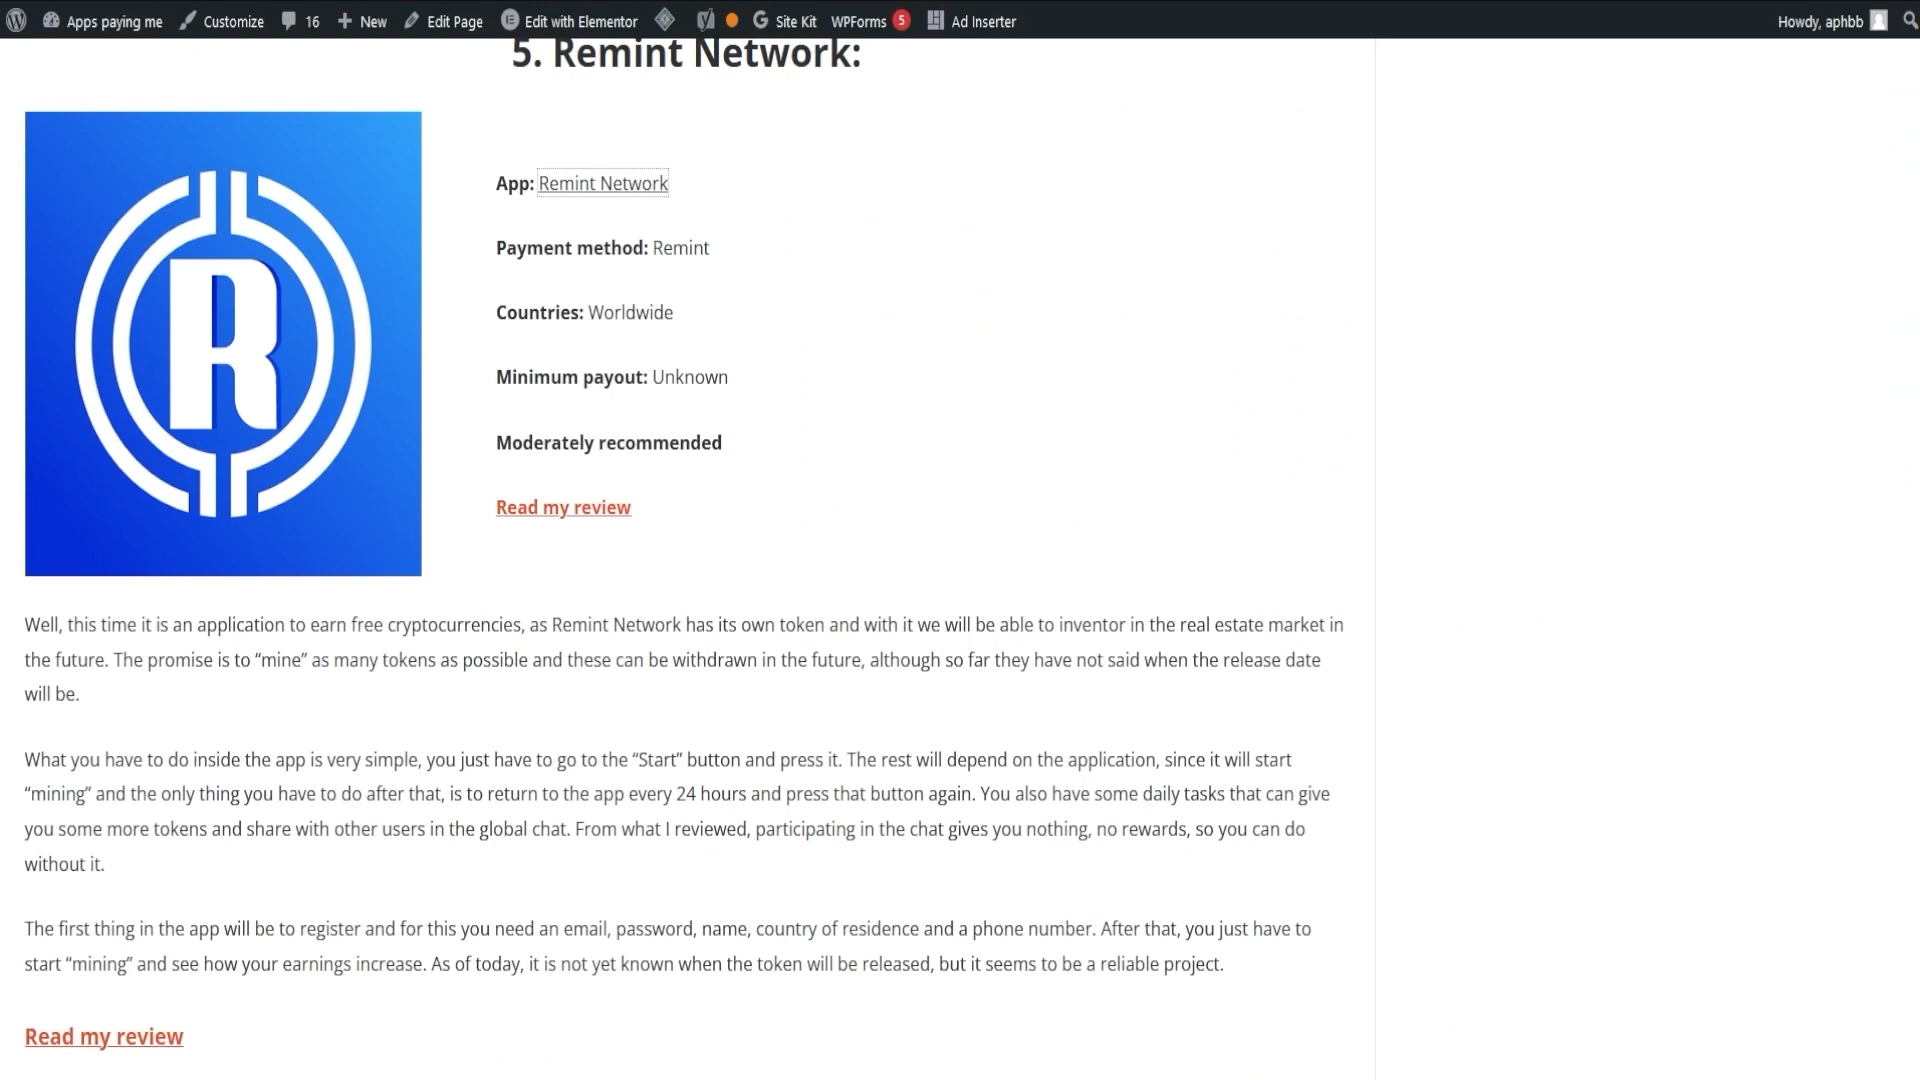 Apps paying me Customize 16 New Edit Page Edit with Elementor Site Kit WPForms 5 Ad Inserter Howdy, aphbb
5. Remint Network:
R
App: Remint Network
Payment method: Remint
Countries: Worldwide
Minimum payout: Unknown
Moderately recommended
Read my review
Well, this time it is an application to earn free cryptocurrencies, as Remint Network has its own token and with it we will be able to inventor in the real estate market in
the future. The promise is to “mine” as many tokens as possible and these can be withdrawn in the future, although so far they have not said when the release date
will be.
What you have to do inside the app is very simple, you just have to go to the “Start” button and press it. The rest will depend on the application, since it will start
“mining” and the only thing you have to do after that, is to return to the app every 24 hours and press that button again. You also have some daily tasks that can give
you some more tokens and share with other users in the global chat. From what I reviewed, participating in the chat gives you nothing, no rewards, so you can do
without it.
The first thing in the app will be to register and for this you need an email, password, name, country of residence and a phone number. After that, you just have to
start “mining” and see how your earnings increase. As of today, it is not yet known when the token will be released, but it seems to be a reliable project.
Read my review